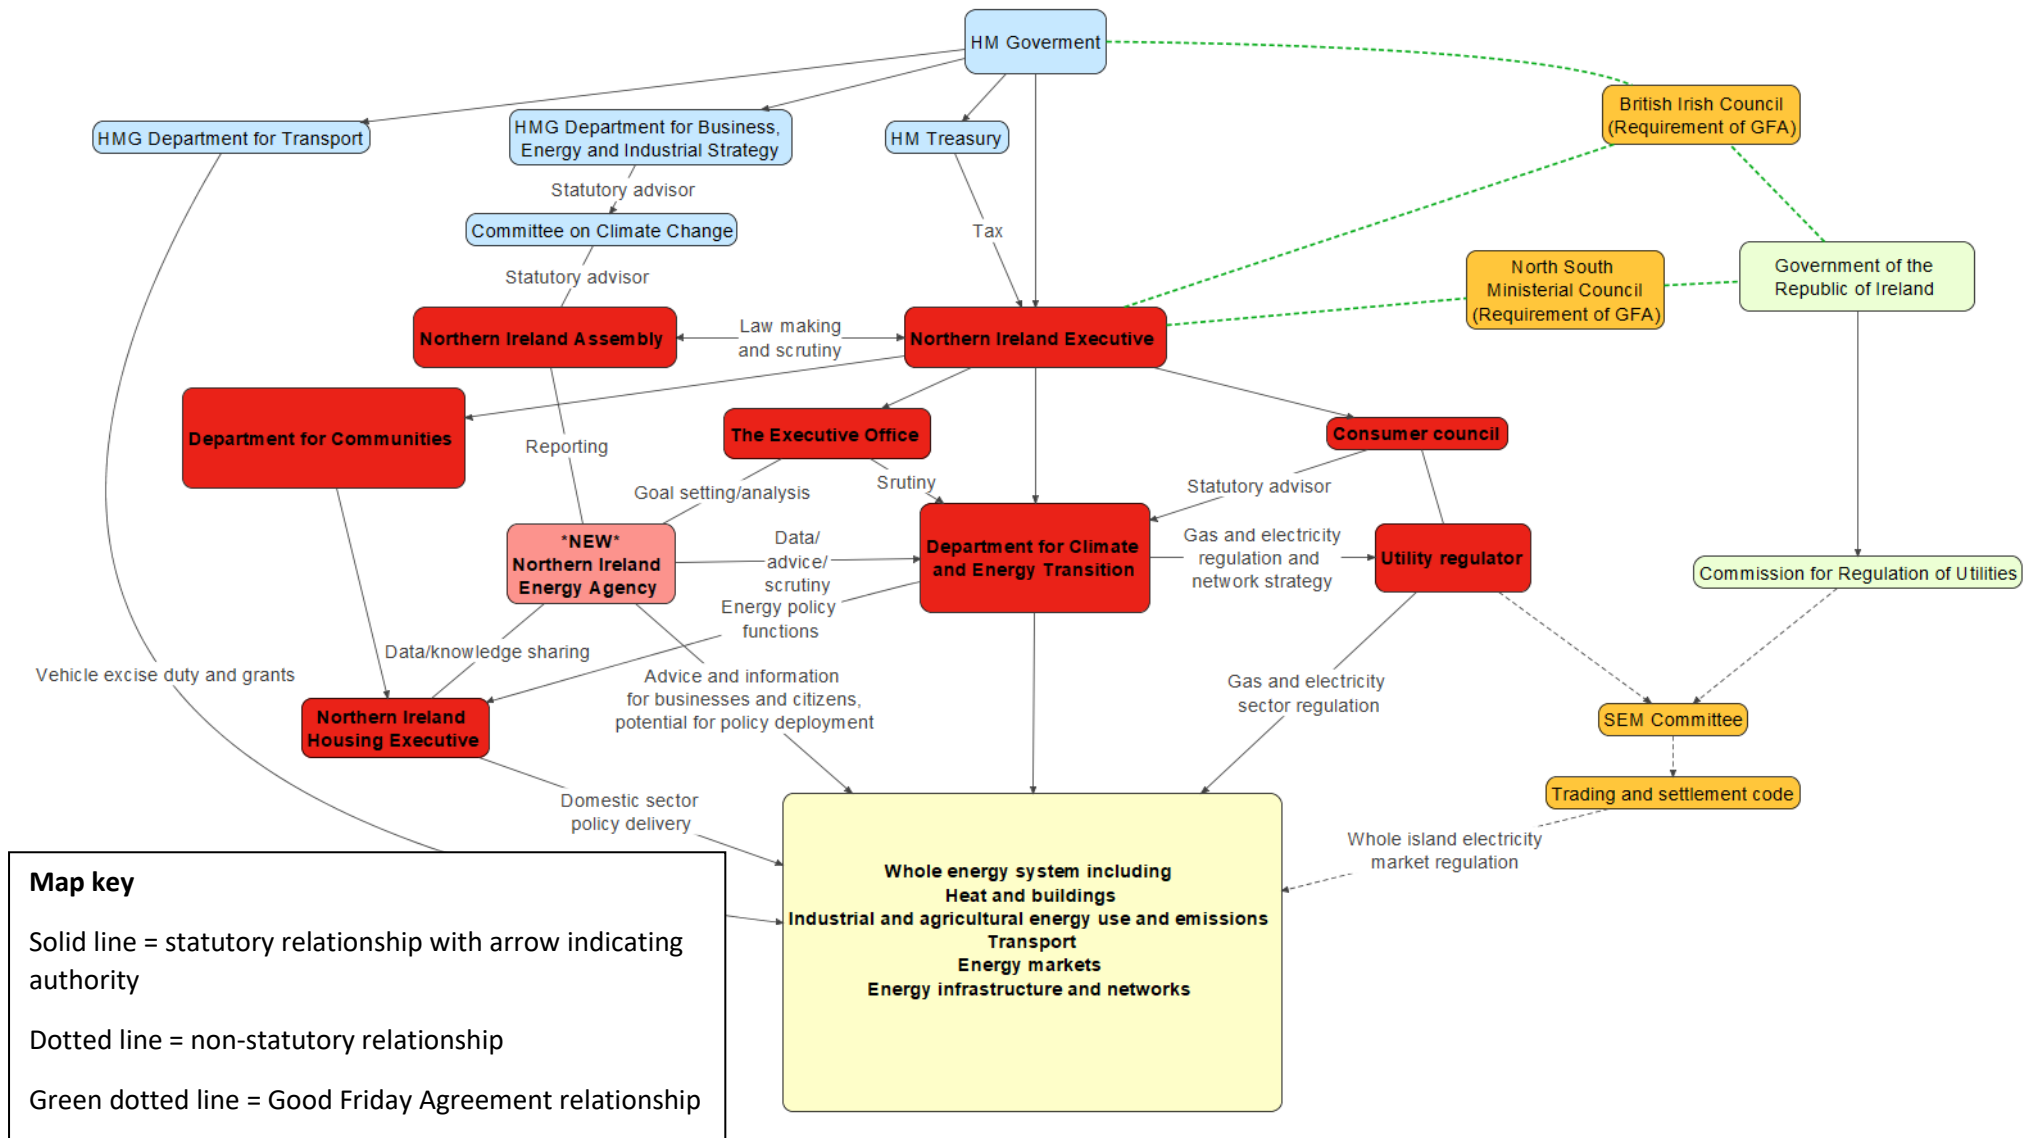 HM Goverment
British Irish Council
(Requirement of GFA)
HMG Department for Transport
HMG Department for Business,
Energy and Industrial Strategy
HM Treasury
Statutory advisor
Committee on Climate Change
Tax
Statutory advisor
North South
Ministerial Council
(Requirement of GFA)
Government of the
Republic of Ireland
Northern Ireland Assembly
Law making
and scrutiny
Northern Ireland Executive
Department for Communities
Reporting
The Executive Office
Consumer council
Goal setting/analysis
Srutiny
Statutory advisor
*NEW*
Northern Ireland
Energy Agency
Data/
advice/
scrutiny
Department for Climate
and Energy Transition
Gas and electricity
regulation and
network strategy
Utility regulator
Commission for Regulation of Utilities
Energy policy
functions
Data/knowledge sharing
Vehicle excise duty and grants
Advice and information
for businesses and citizens,
potential for policy deployment
Gas and electricity
sector regulation
Northern Ireland
Housing Executive
SEM Committee
Domestic sector
policy delivery
Trading and settlement code
Whole island electricity
market regulation
Whole energy system including
Heat and buildings
Industrial and agricultural energy use and emissions
Transport
Energy markets
Energy infrastructure and networks
Map key
Solid line = statutory relationship with arrow indicating
authority
Dotted line = non-statutory relationship
Green dotted line = Good Friday Agreement relationship